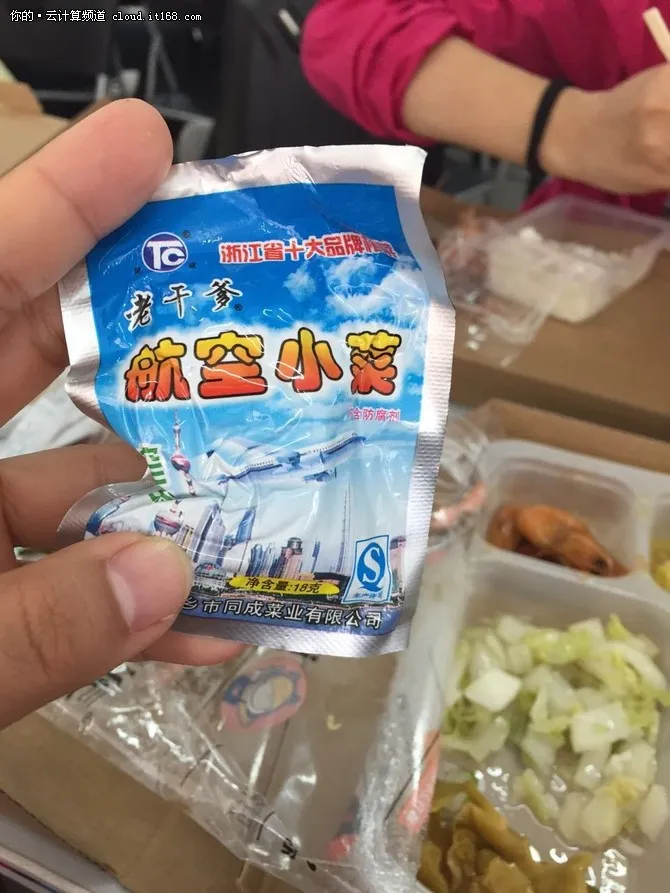 你的·云计算频道 cloud.it168.com
TC
浙江省十大品牌
老干爹
航空小菜
含防腐剂
净含量:18克
乡市同成菜业有限公司